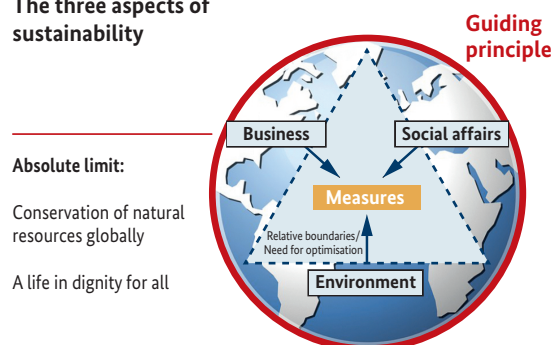 The three aspects of
sustainability
Guiding
principle
Business
Social affairs
Absolute limit:
Measures
Conservation of natural
resources globally
Relative boundaries/
Need for optimisation
A life in dignity for all
Environment